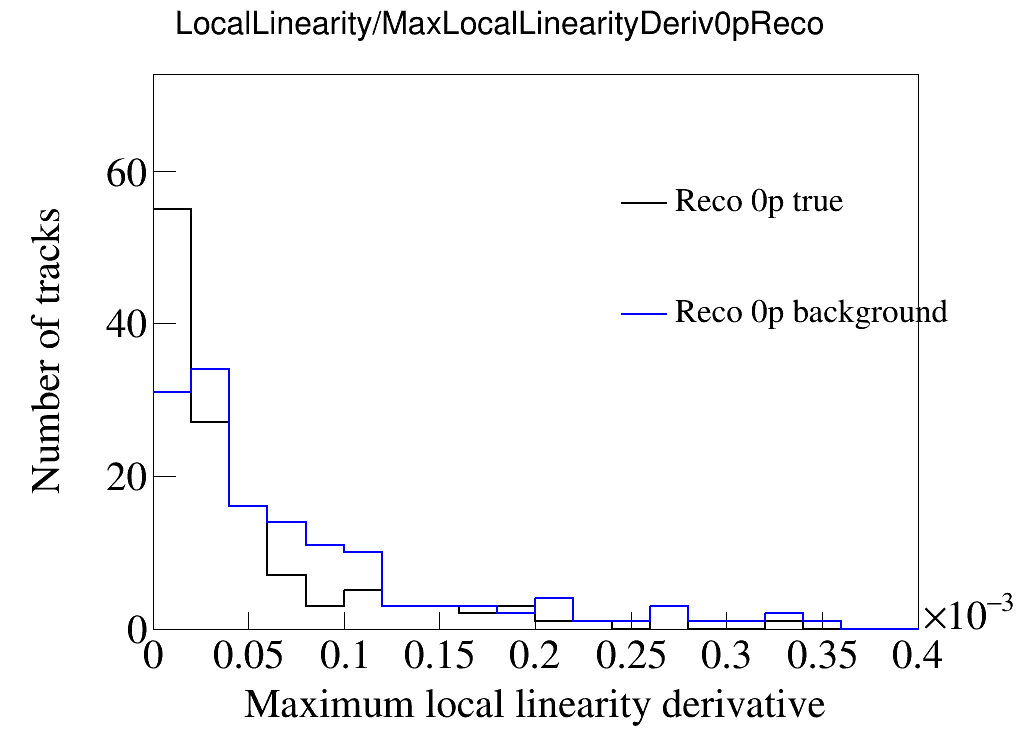 LocalLinearity/MaxLocalLinearityDeriv0pReco
Number of tracks
60
40
20
0
Reco 0p true
Reco 0p background
0 0.05 0.1 0.15 0.2 0.25 0.3 0.35 0.4
×10⁻³
Maximum local linearity derivative